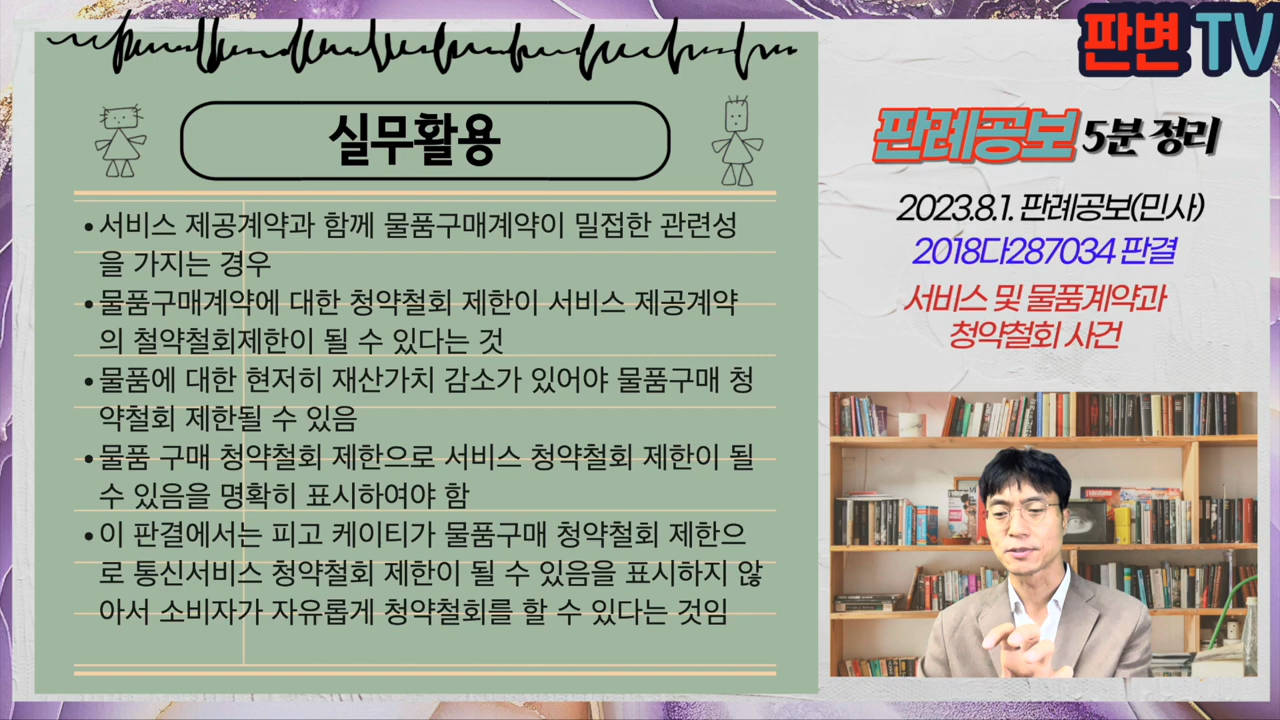 판변 TV
실무활용
• 서비스 제공계약과 함께 물품구매계약이 밀접한 관련성
을 가지는 경우
• 물품구매계약에 대한 청약철회 제한이 서비스 제공계약
의 철약철회제한이 될 수 있다는 것
• 물품에 대한 현저히 재산가치 감소가 있어야 물품구매 청
약철회 제한될 수 있음
• 물품 구매 청약철회 제한으로 서비스 청약철회 제한이 될
수 있음을 명확히 표시하여야 함
• 이 판결에서는 피고 케이티가 물품구매 청약철회 제한으
로 통신서비스 청약철회 제한이 될 수 있음을 표시하지 않
아서 소비자가 자유롭게 청약철회를 할 수 있다는 것임
판례공보 5분 정리
2023.8.1. 판례공보(민사)
2018다287034 판결
서비스 및 물품계약과
청약철회 사건